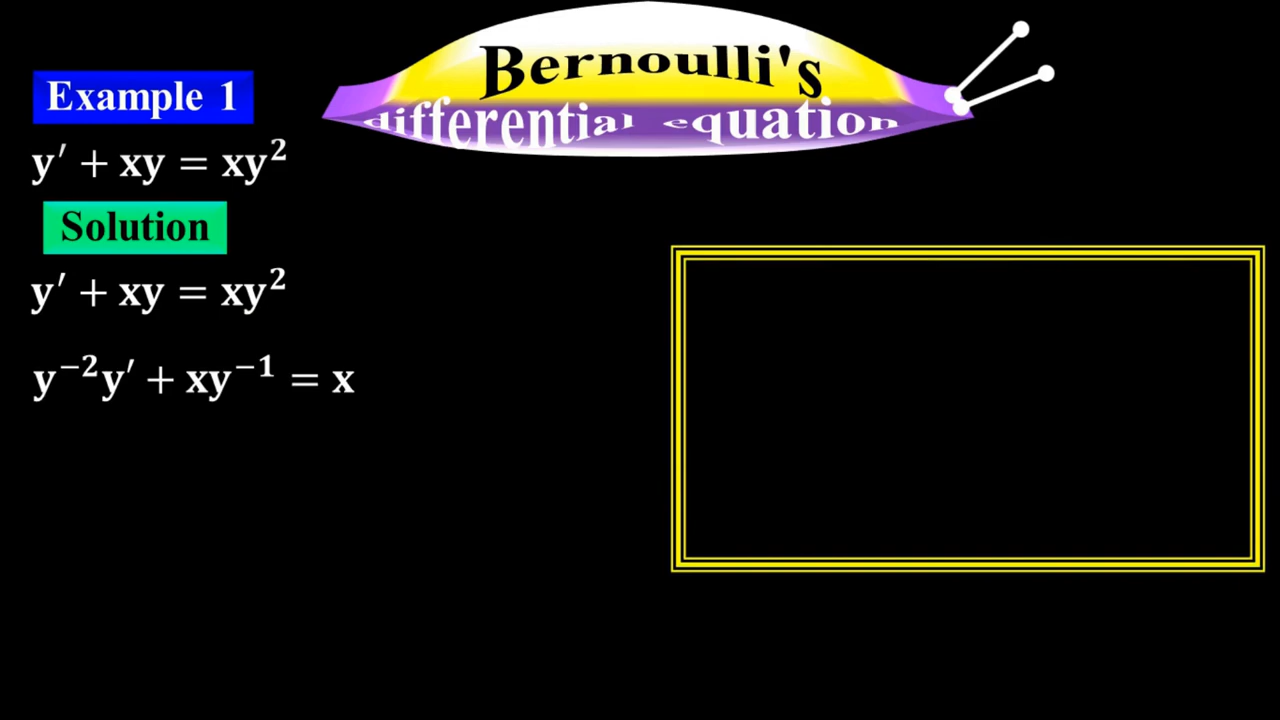 Bernoulli's
differential equation
Example 1
y′ + xy = xy²
Solution
y′ + xy = xy²
y⁻²y′ + xy⁻¹ = x